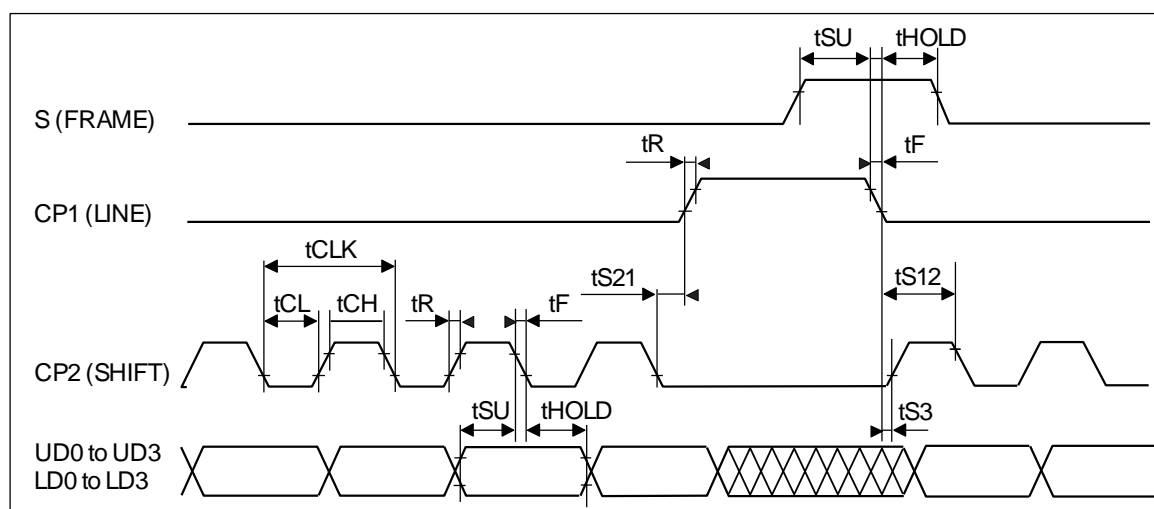 tSU tHOLD
S (FRAME)
tR tF
CP1 (LINE)
tCLK
tS21 tS12
tCL tCH tR tF
CP2 (SHIFT)
tSU tHOLD tS3
UD0 to UD3
LD0 to LD3